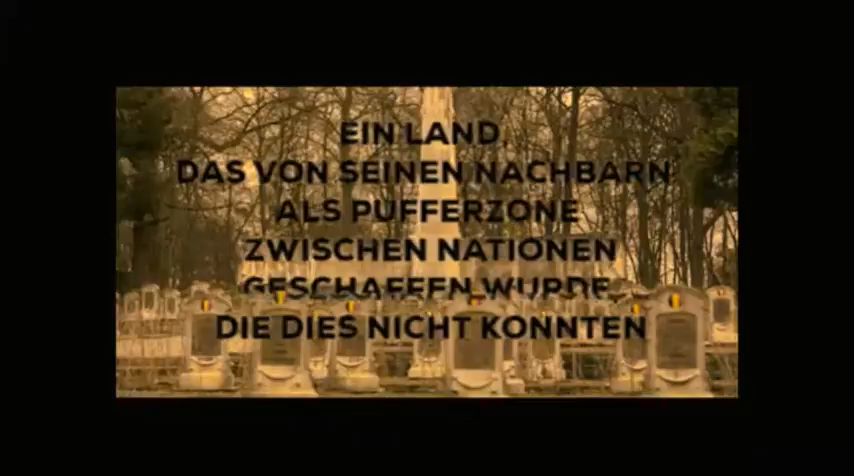 EIN LAND,
DAS VON SEINEN NACHBARN
ALS PUFFERZONE
ZWISCHEN NATIONEN
GESCHAFFEN WURDE,
DIE DIES NICHT KONNTEN